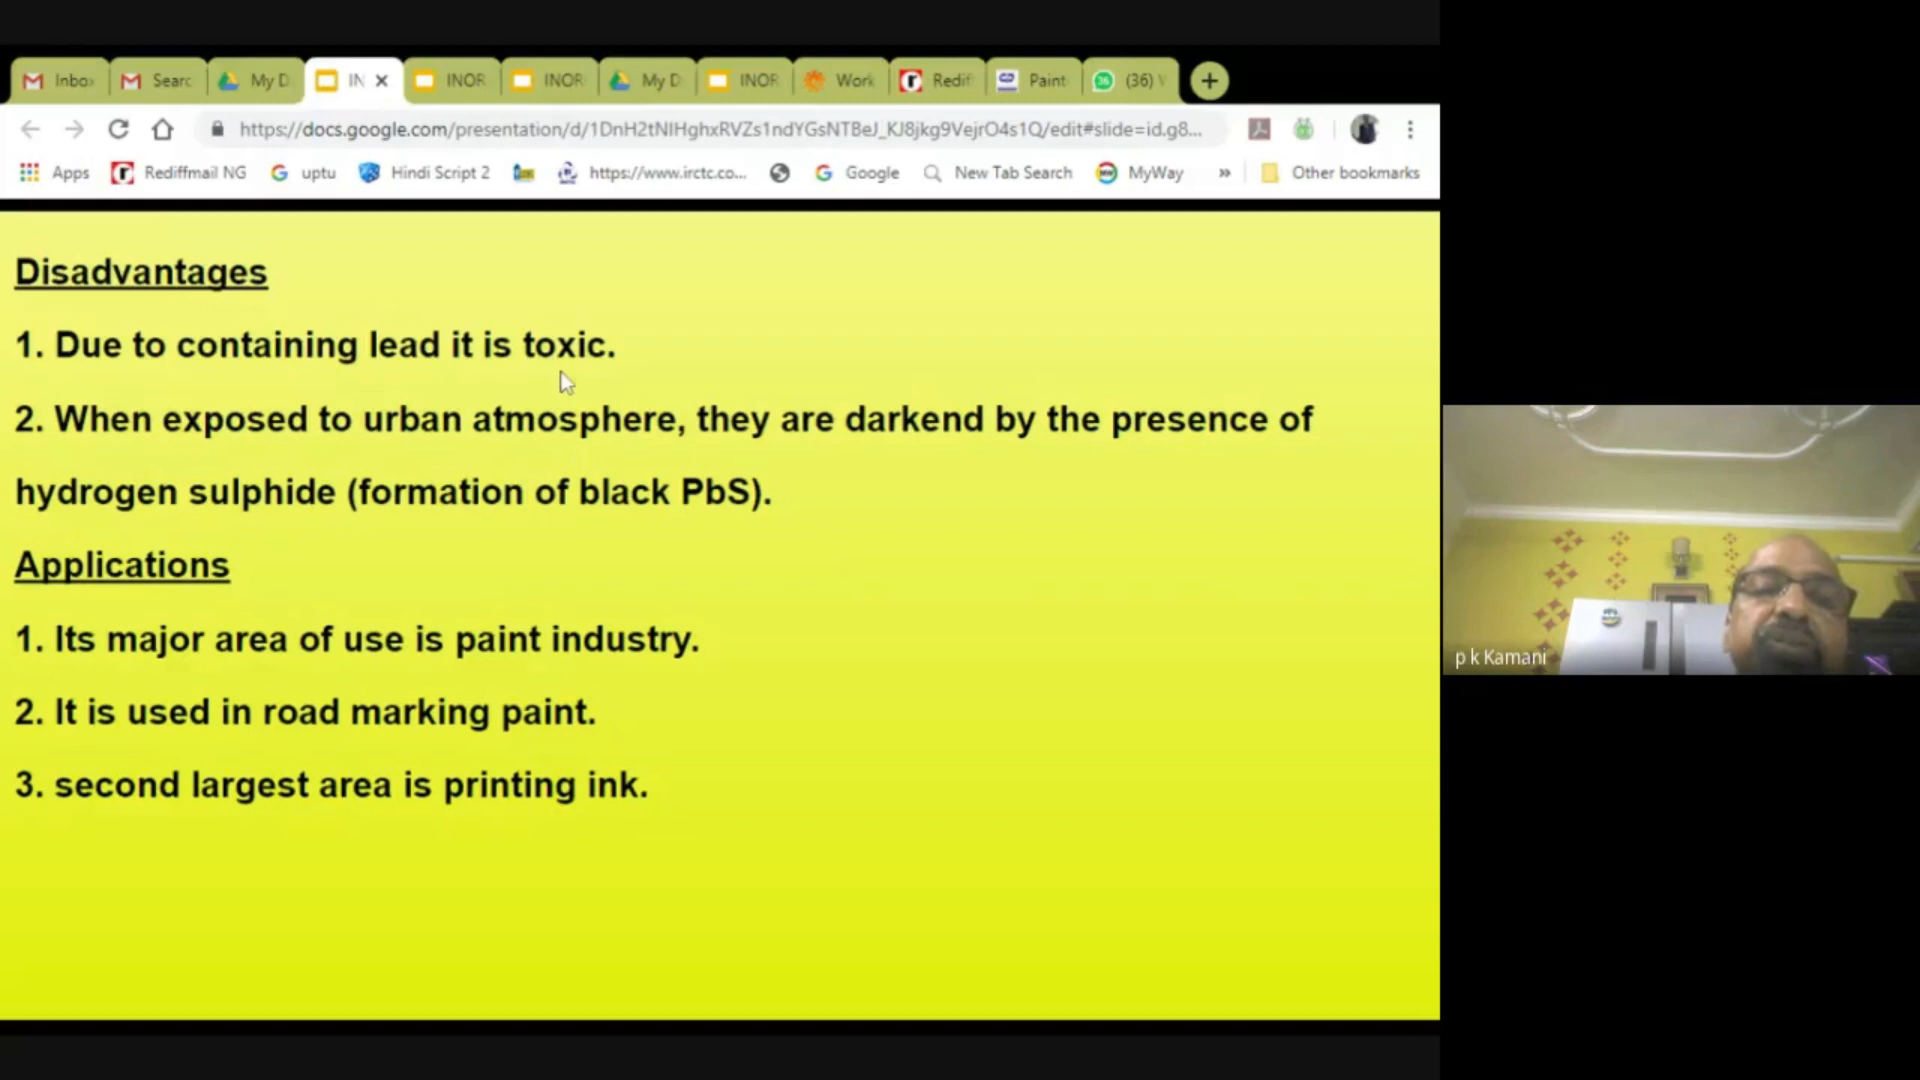 Inbox Searc My D IN INOR INOR My D INOR Work Redif Paint (36)
https://docs.google.com/presentation/d/1DnH2tNIHghxRVZs1ndYGsNTBeJ_KJ8jkg9VejrO4s1Q/edit#slide=id.g8...
Apps Rediffmail NG uptu Hindi Script 2 https://www.irctc.co... Google New Tab Search MyWay » Other bookmarks
Disadvantages
1. Due to containing lead it is toxic.
2. When exposed to urban atmosphere, they are darkend by the presence of
hydrogen sulphide (formation of black PbS).
Applications
1. Its major area of use is paint industry.
2. It is used in road marking paint.
3. second largest area is printing ink.
p k Kamani